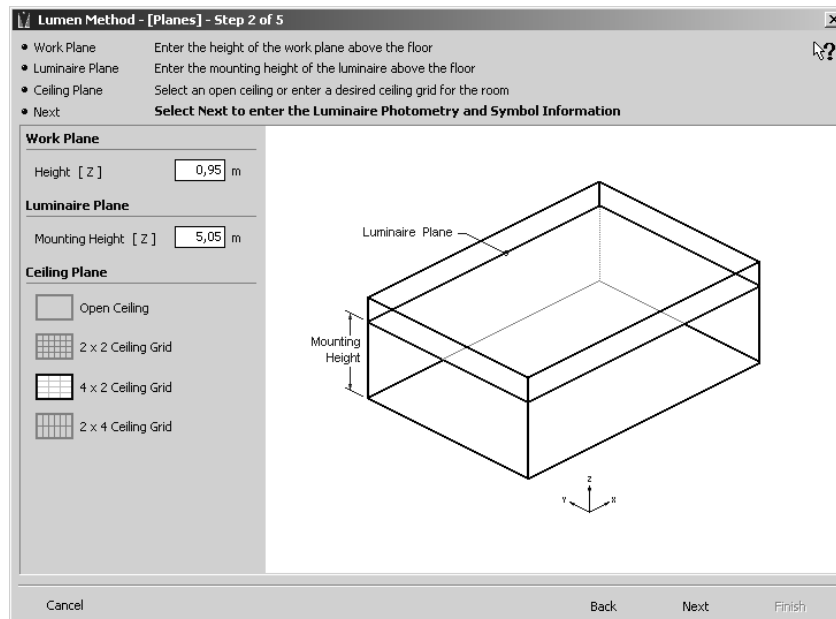 Lumen Method - [Planes] - Step 2 of 5
Work Plane Enter the height of the work plane above the floor
Luminaire Plane Enter the mounting height of the luminaire above the floor
Ceiling Plane Select an open ceiling or enter a desired ceiling grid for the room
Next Select Next to enter the Luminaire Photometry and Symbol Information
Work Plane
Height [ Z ] 0,95 m
Luminaire Plane
Mounting Height [ Z ] 5,05 m
Ceiling Plane
Open Ceiling
2 x 2 Ceiling Grid
4 x 2 Ceiling Grid
2 x 4 Ceiling Grid
Luminaire Plane
Mounting
Height
Z
Y X
Cancel Back Next Finish